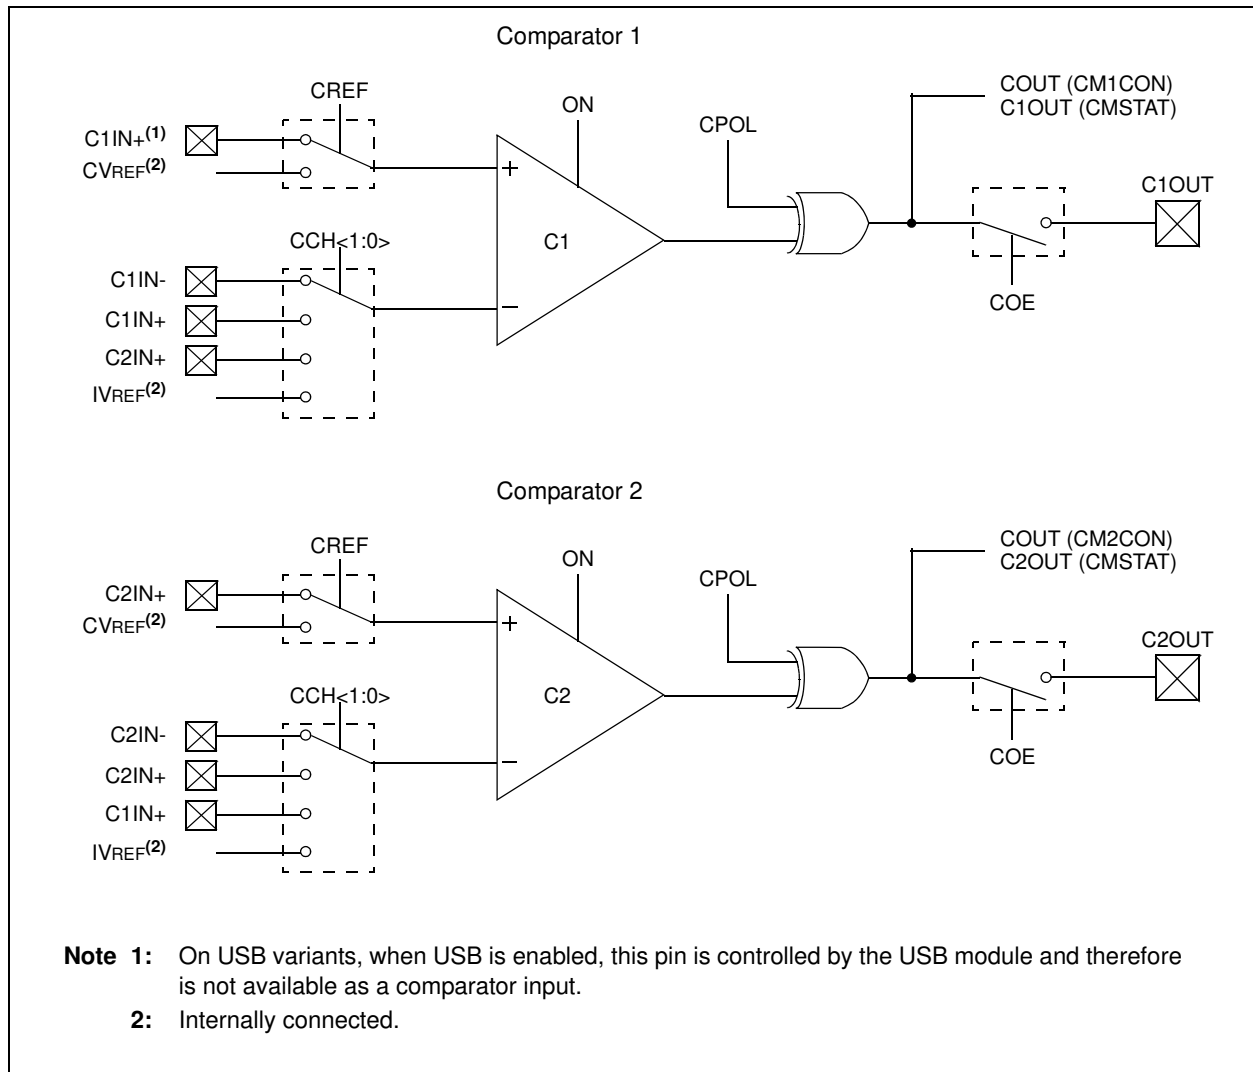 Comparator 1
CREF
ON
CPOL
COUT (CM1CON)
C1OUT (CMSTAT)
C1IN+(1)
CVREF(2)
+
C1OUT
CCH<1:0>
C1
C1IN-
C1IN+
C2IN+
IVREF(2)
−
COE
Comparator 2
CREF
ON
CPOL
COUT (CM2CON)
C2OUT (CMSTAT)
C2IN+
CVREF(2)
+
C2OUT
CCH<1:0>
C2
C2IN-
C2IN+
C1IN+
IVREF(2)
−
COE
Note 1: On USB variants, when USB is enabled, this pin is controlled by the USB module and therefore
is not available as a comparator input.
2: Internally connected.